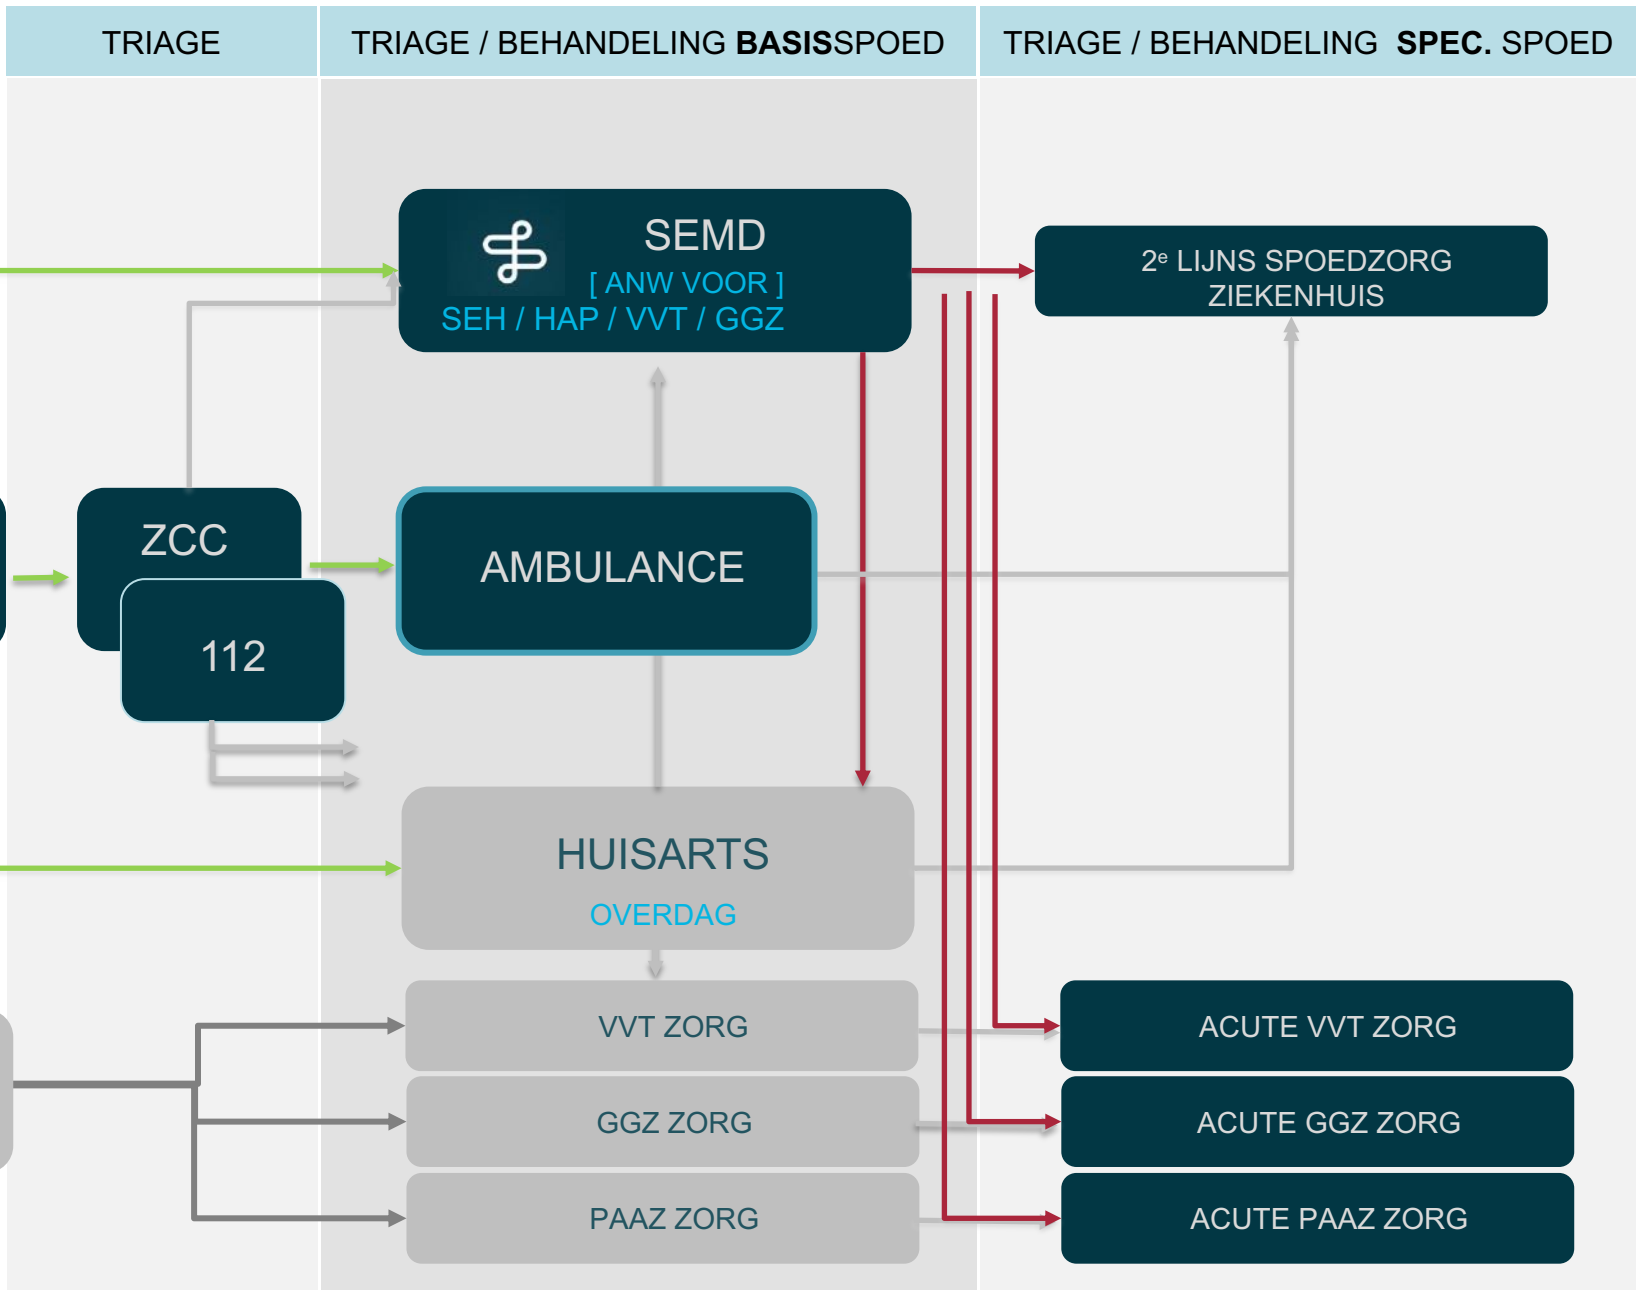 TRIAGE
TRIAGE / BEHANDELING BASISSPOED
TRIAGE / BEHANDELING SPEC. SPOED
SEMD
[ ANW VOOR ]
SEH / HAP / VVT / GGZ
2e LIJNS SPOEDZORG
ZIEKENHUIS
ZCC
112
AMBULANCE
HUISARTS
OVERDAG
VVT ZORG
ACUTE VVT ZORG
GGZ ZORG
ACUTE GGZ ZORG
PAAZ ZORG
ACUTE PAAZ ZORG